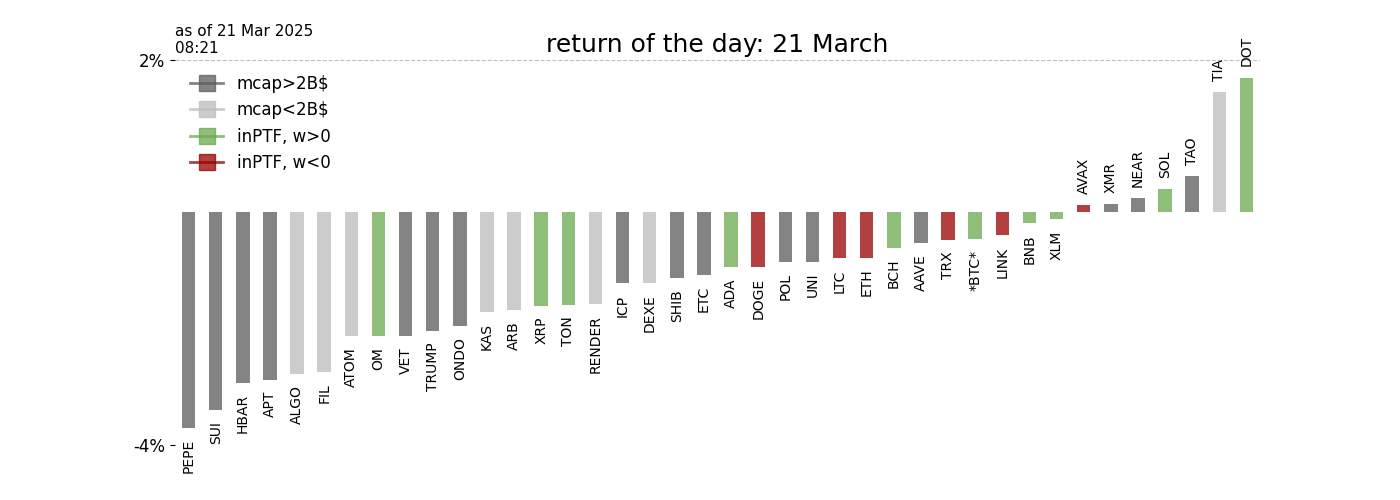 as of 21 Mar 2025
08:21
return of the day: 21 March
2%
mcap>2B$
mcap<2B$
inPTF, w>0
inPTF, w<0
-4%
PEPE
SUI
HBAR
APT
ALGO
FIL
ATOM
OM
VET
TRUMP
ONDO
KAS
ARB
XRP
TON
RENDER
ICP
DEXE
SHIB
ETC
ADA
DOGE
POL
UNI
LTC
ETH
BCH
AAVE
TRX
*BTC*
LINK
BNB
XLM
AVAX
XMR
NEAR
SOL
TAO
TIA
DOT